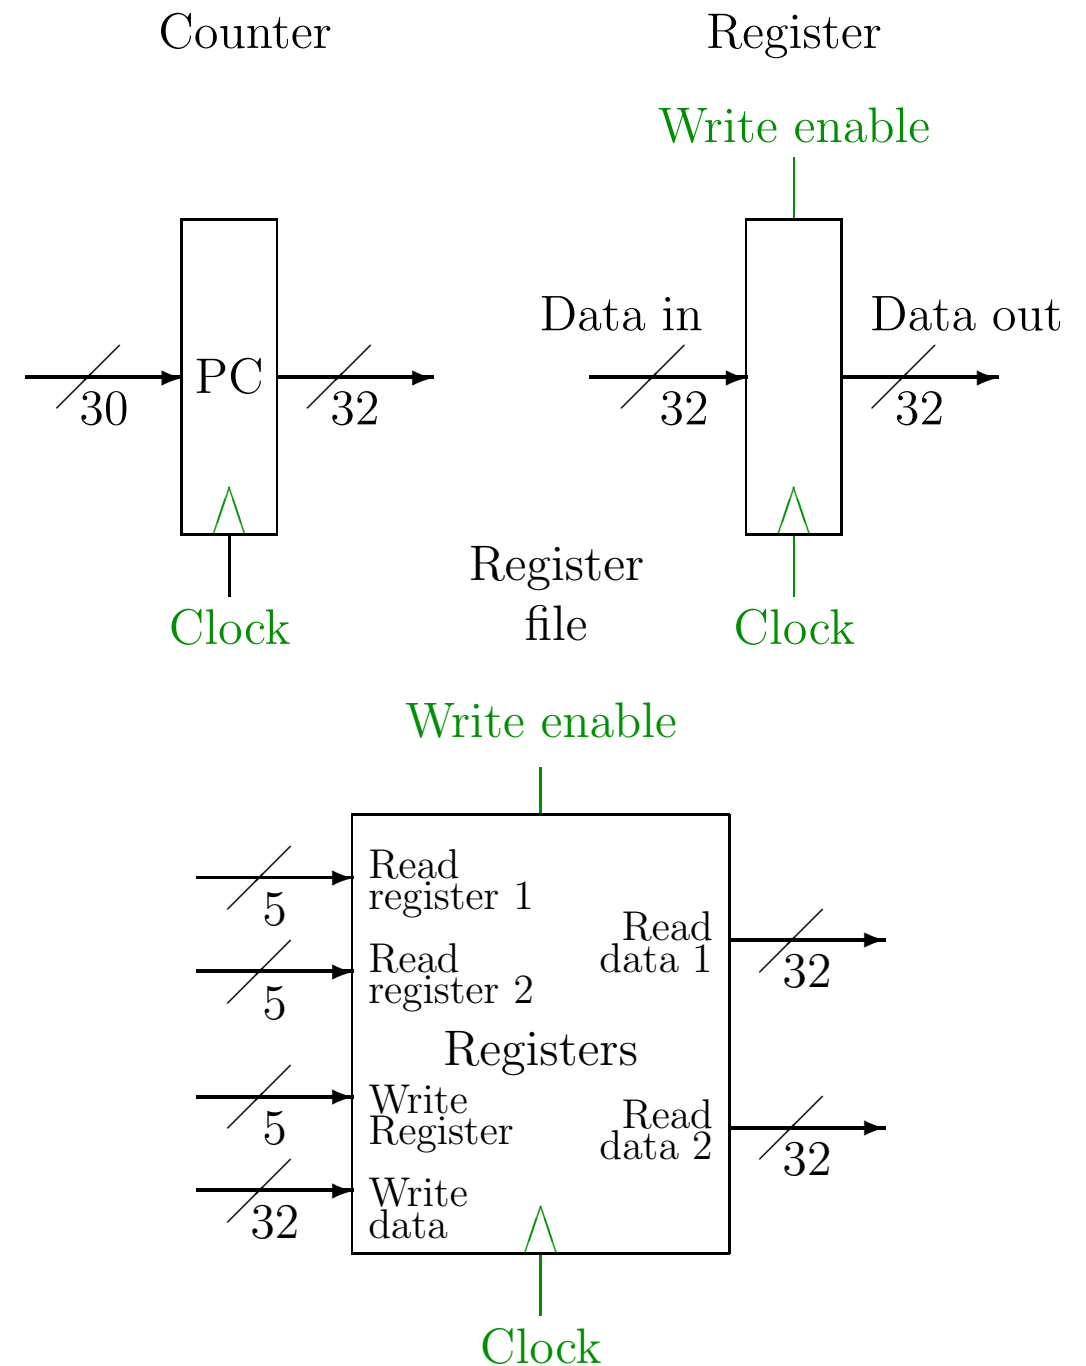 Counter
Register
Write enable
Data in
Data out
PC
30
32
32
32
Clock
Register
file
Clock
Write enable
Read
register 1
5
Read
data 1
32
Read
register 2
5
Registers
Write
Register
5
Read
data 2
32
Write
data
32
Clock